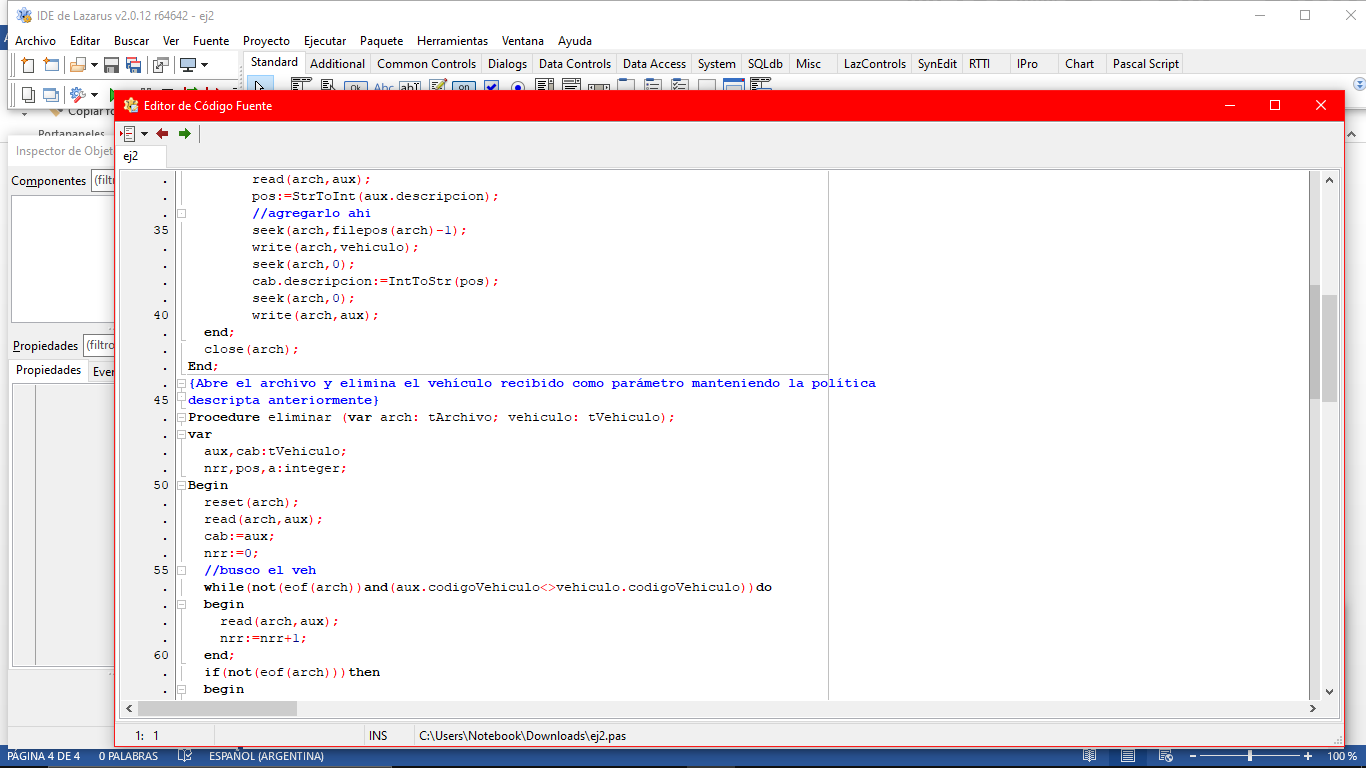 IDE de Lazarus v2.0.12 r64642 - ej2
Archivo Editar Buscar Ver Fuente Proyecto Ejecutar Paquete Herramientas Ventana Ayuda
Standard Additional Common Controls Dialogs Data Controls Data Access System SQLdb Misc LazControls SynEdit RTTI IPro Chart Pascal Script
Editor de Código Fuente
Copiar
Portapapeles
Inspector de Objet
ej2
Componentes (filt
Propiedades (filtro
Propiedades Ever
read(arch,aux);
pos:=StrToInt(aux.descripcion);
//agregarlo ahi
35 seek(arch,filepos(arch)-1);
write(arch,vehiculo);
seek(arch,0);
cab.descripcion:=IntToStr(pos);
seek(arch,0);
40 write(arch,aux);
end;
close(arch);
End;
{Abre el archivo y elimina el vehículo recibido como parámetro manteniendo la política
45 descripta anteriormente}
Procedure eliminar (var arch: tArchivo; vehiculo: tVehiculo);
var
aux,cab:tVehiculo;
nrr,pos,a:integer;
50 Begin
reset(arch);
read(arch,aux);
cab:=aux;
nrr:=0;
55 //busco el veh
while(not(eof(arch))and(aux.codigoVehiculo<>vehiculo.codigoVehiculo))do
begin
read(arch,aux);
nrr:=nrr+1;
60 end;
if(not(eof(arch)))then
begin
1: 1 INS C:\Users\Notebook\Downloads\ej2.pas
PÁGINA 4 DE 4 0 PALABRAS ESPAÑOL (ARGENTINA) 100 %